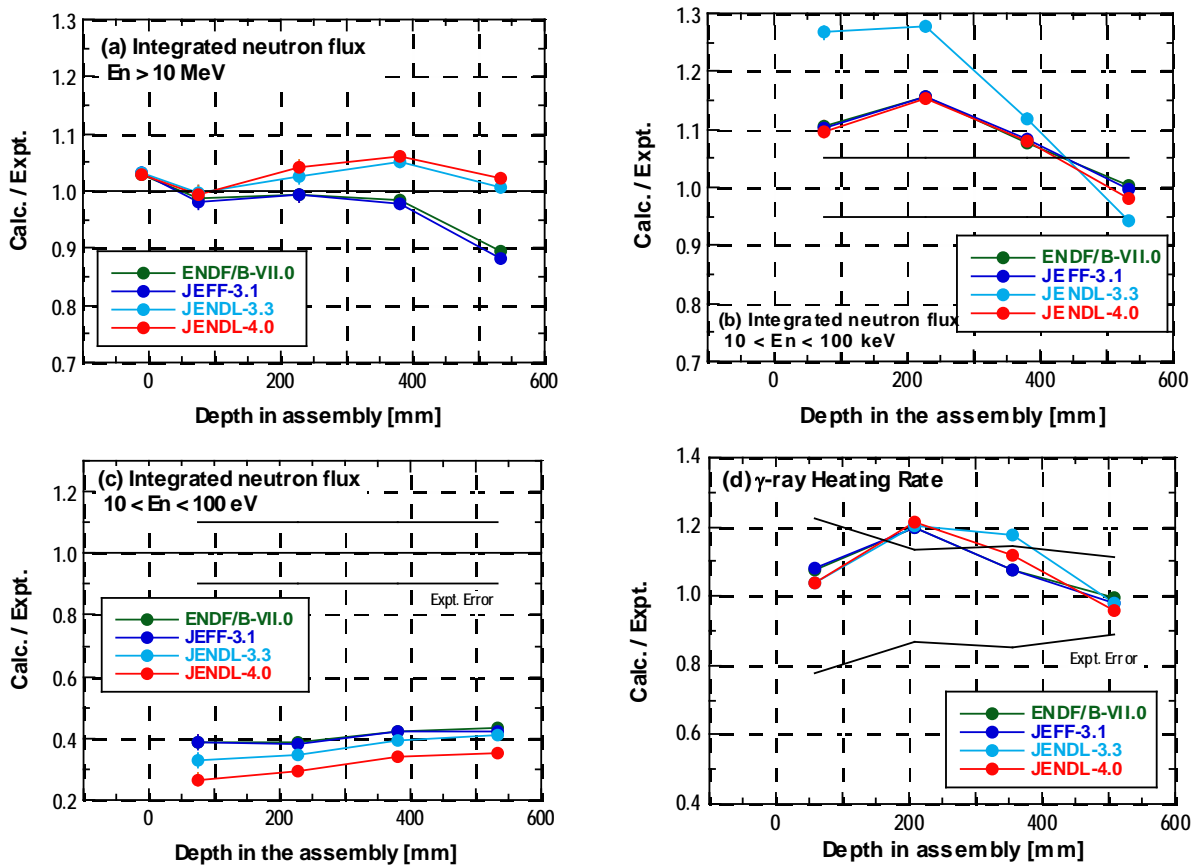 (a) Integrated neutron flux
En > 10 MeV
Calc. / Expt.
1.3
1.2
1.1
1.0
0.9
0.8
0.7
ENDF/B-VII.0
JEFF-3.1
JENDL-3.3
JENDL-4.0
0 200 400 600
Depth in assembly [mm]
Calc. / Expt.
1.3
1.2
1.1
1.0
0.9
0.8
0.7
ENDF/B-VII.0
JEFF-3.1
JENDL-3.3
JENDL-4.0
(b) Integrated neutron flux
10 < En < 100 keV
0 200 400 600
Depth in the assembly [mm]
(c) Integrated neutron flux
10 < En < 100 eV
Calc. / Expt.
1.2
1.0
0.8
0.6
0.4
0.2
Expt. Error
ENDF/B-VII.0
JEFF-3.1
JENDL-3.3
JENDL-4.0
0 200 400 600
Depth in the assembly [mm]
(d) γ-ray Heating Rate
Calc. / Expt.
1.4
1.2
1.0
0.8
0.6
0.4
Expt. Error
ENDF/B-VII.0
JEFF-3.1
JENDL-3.3
JENDL-4.0
0 200 400 600
Depth in assembly [mm]